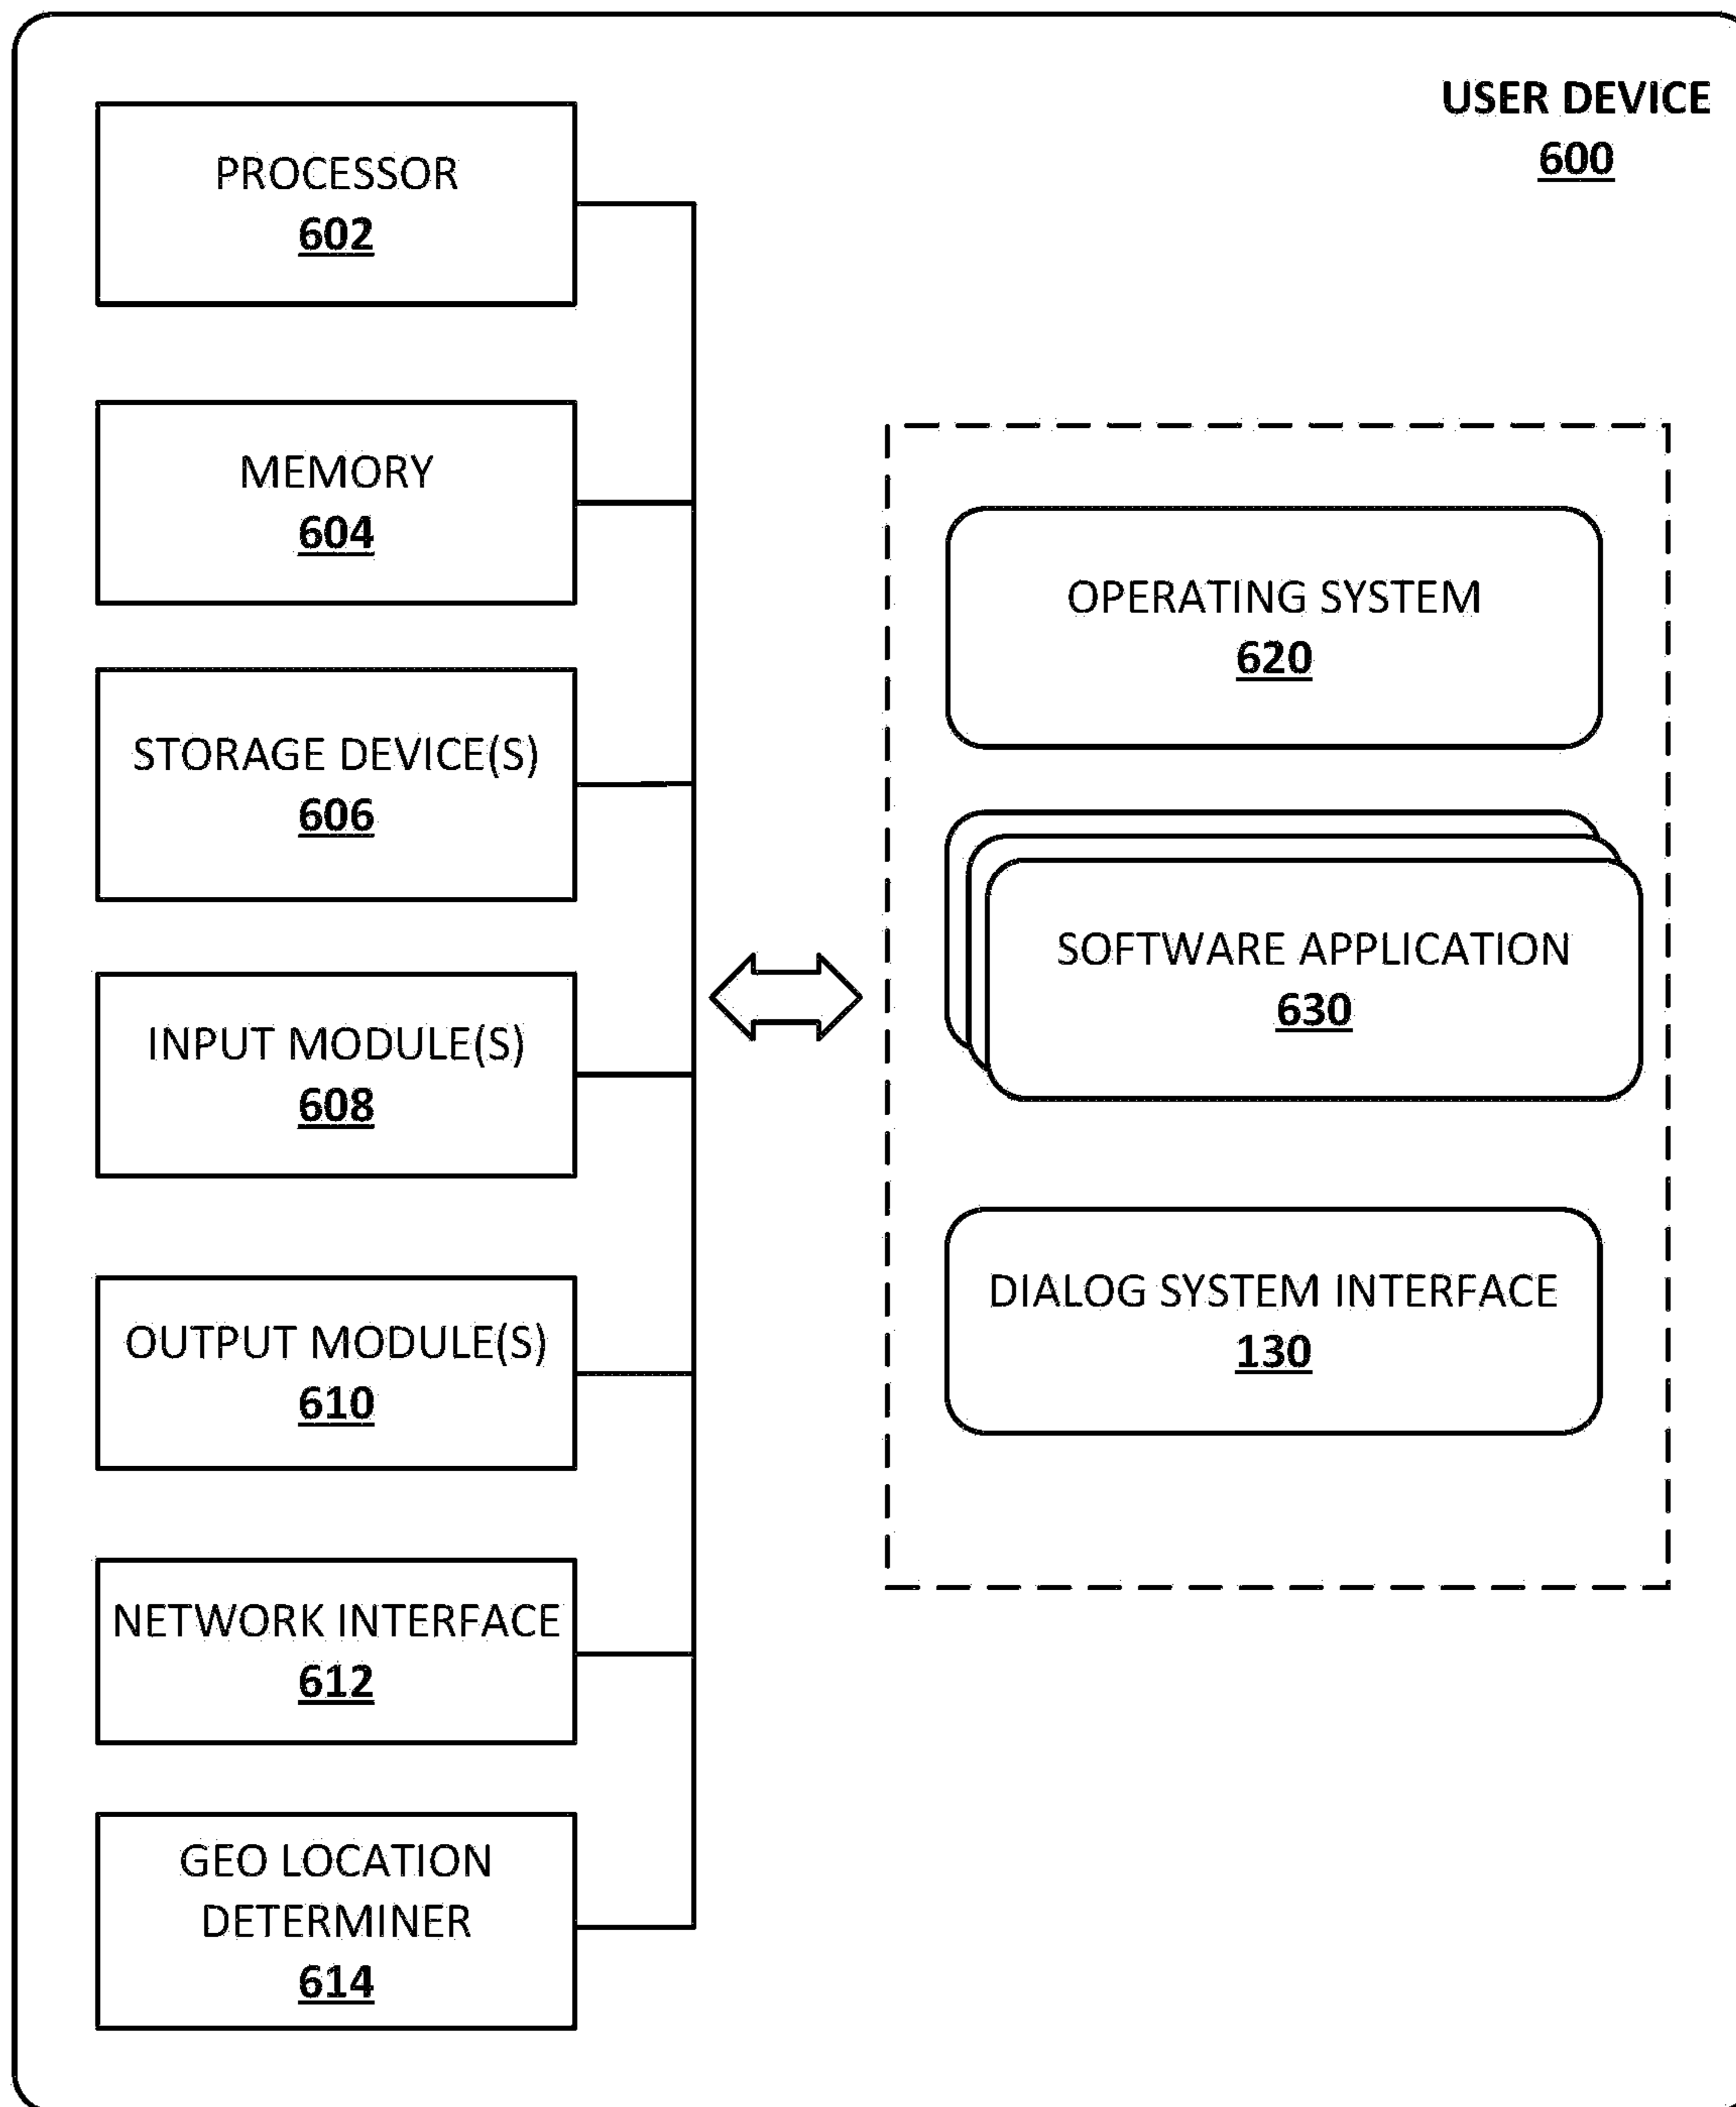 USER DEVICE
600
PROCESSOR
602
MEMORY
604
STORAGE DEVICE(S)
606
INPUT MODULE(S)
608
OUTPUT MODULE(S)
610
NETWORK INTERFACE
612
GEO LOCATION
DETERMINER
614
OPERATING SYSTEM
620
SOFTWARE APPLICATION
630
DIALOG SYSTEM INTERFACE
130